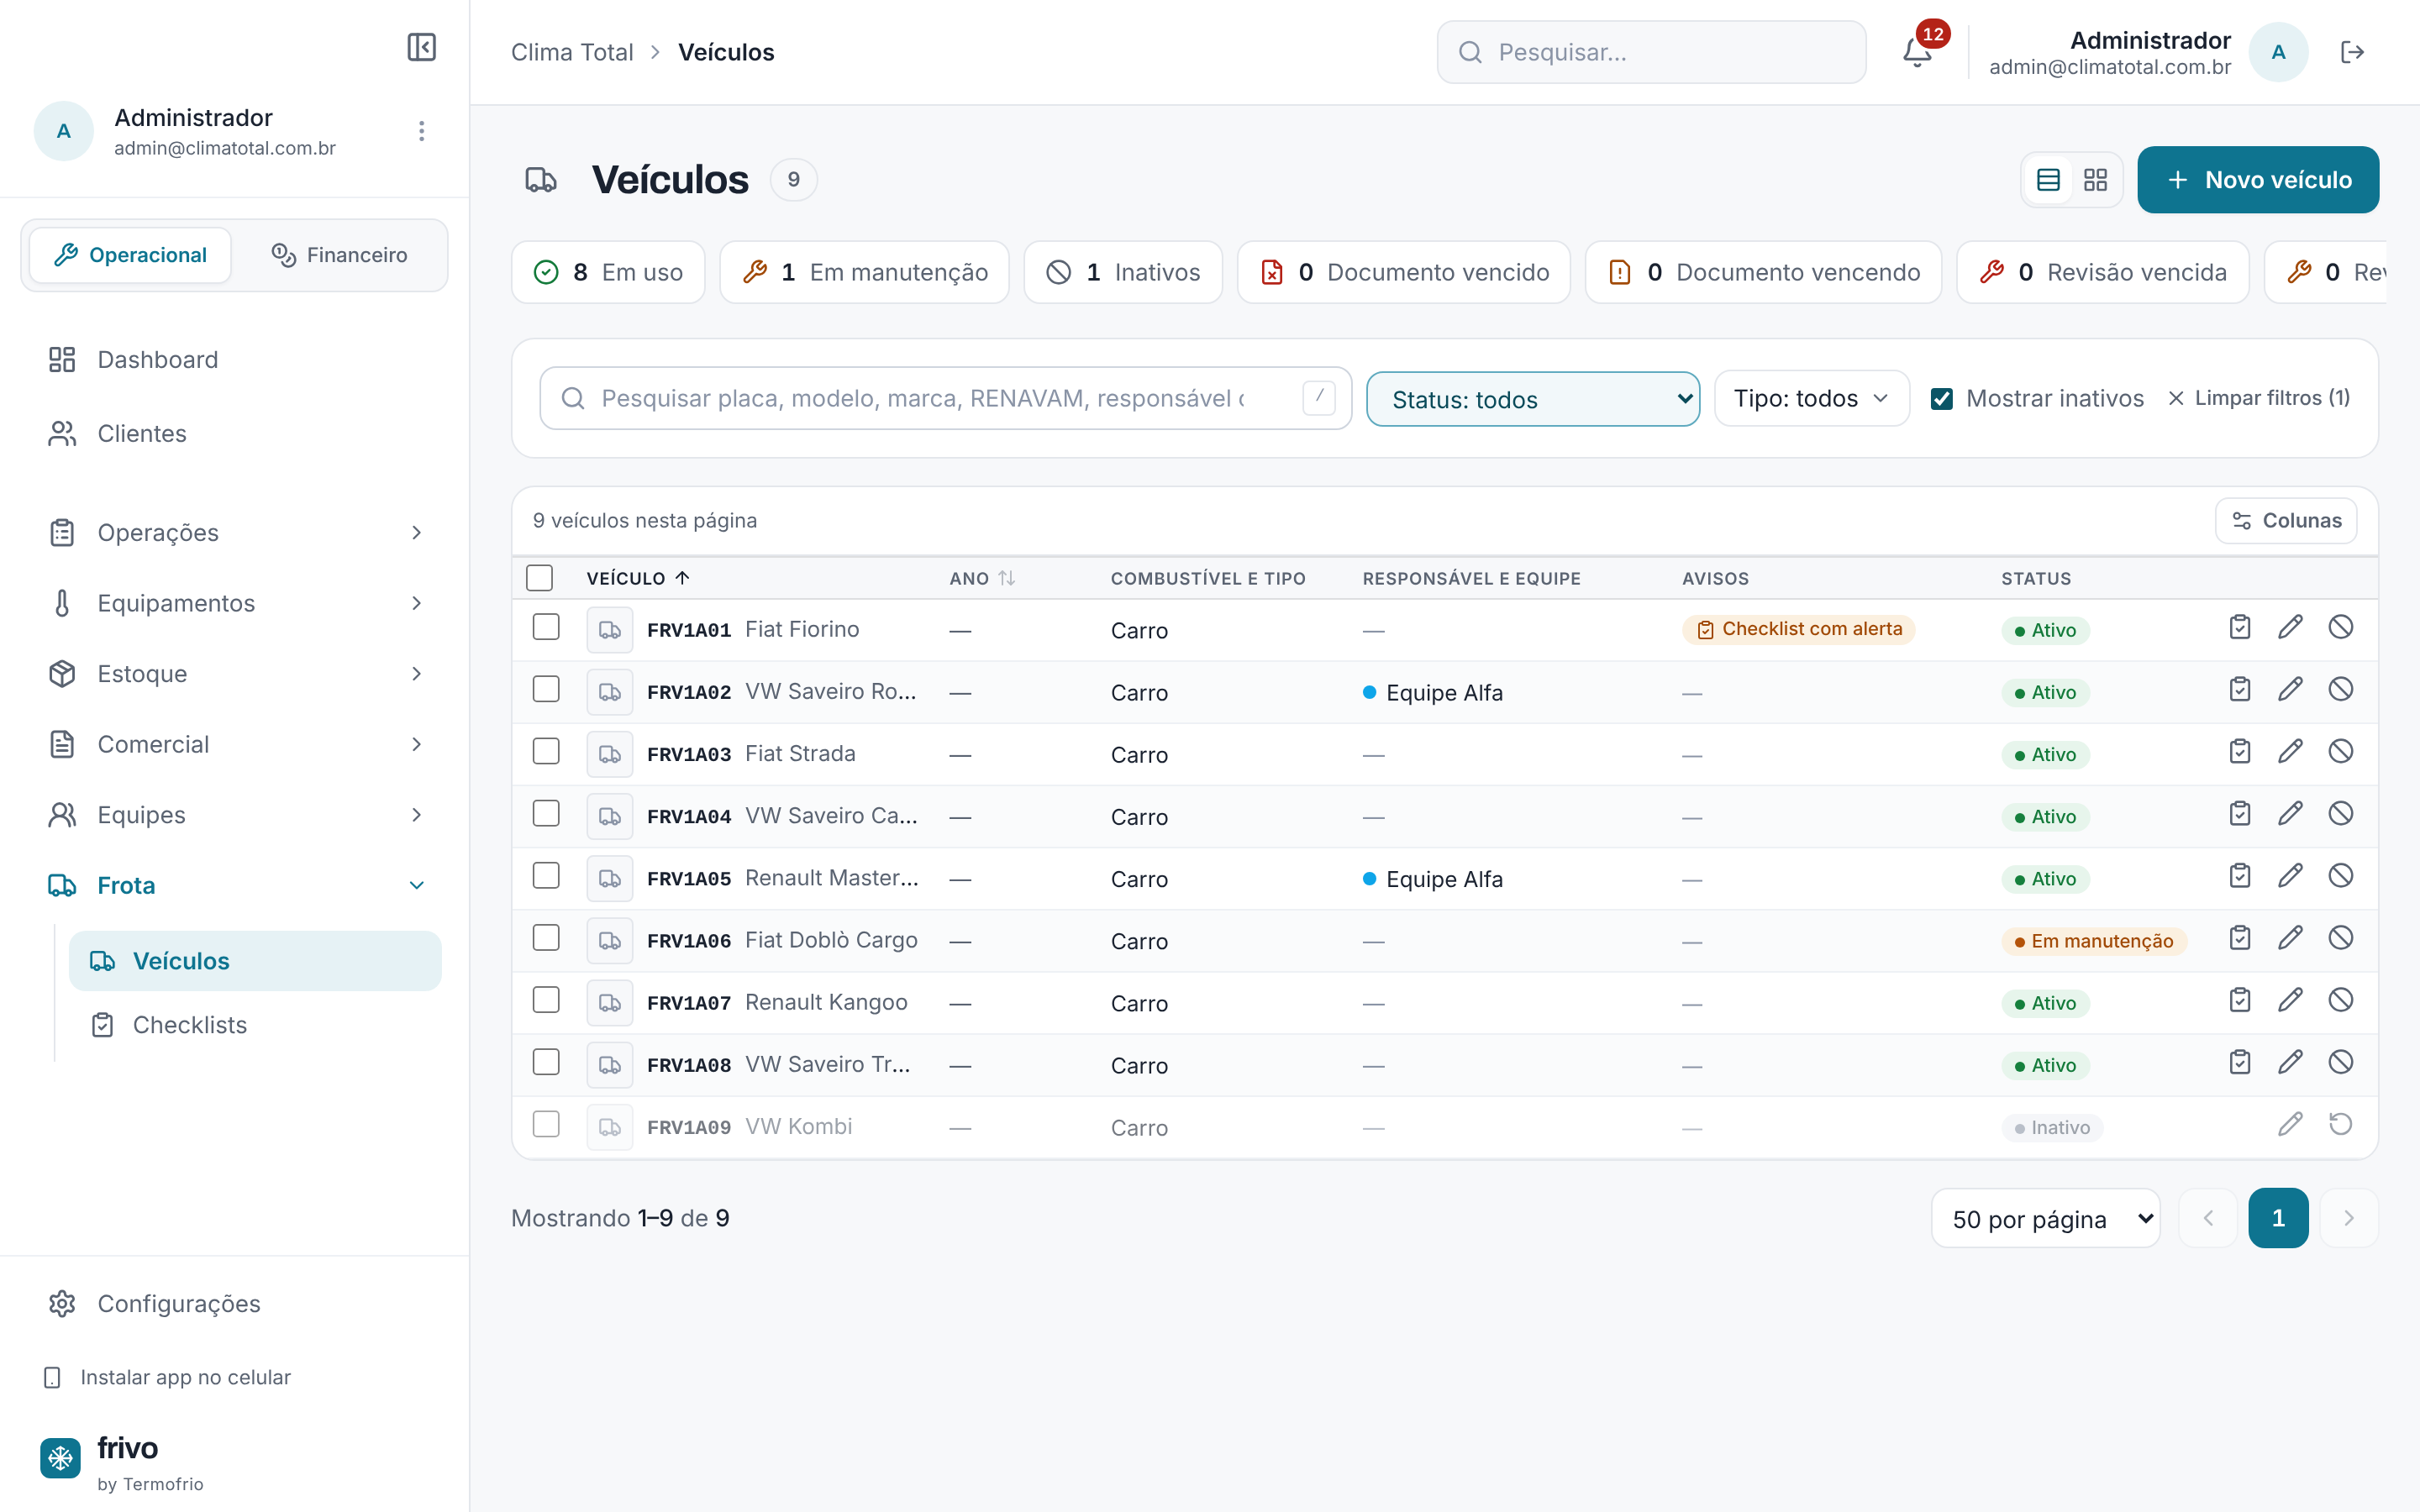 Administrador
admin@climatotal.com.br
A
Operacional
Financeiro
Dashboard
Clientes
Operações
Equipamentos
Estoque
Comercial
Equipes
Frota
Veículos
Checklists
Configurações
Instalar app no celular
frivo
by Termofrio
Clima Total > Veículos
Pesquisar...
12
Administrador
admin@climatotal.com.br
A
Veículos 9
Novo veículo
8 Em uso
1 Em manutenção
1 Inativos
0 Documento vencido
0 Documento vencendo
0 Revisão vencida
0
Pesquisar placa, modelo, marca, RENAVAM, responsável
/
Status: todos
Tipo: todos
Mostrar inativos
Limpar filtros (1)
9 veículos nesta página
Colunas
VEÍCULO ANO COMBUSTÍVEL E TIPO RESPONSÁVEL E EQUIPE AVISOS STATUS
FRV1A01 Fiat Fiorino — Carro — Checklist com alerta Ativo
FRV1A02 VW Saveiro Ro... — Carro Equipe Alfa — Ativo
FRV1A03 Fiat Strada — Carro — — Ativo
FRV1A04 VW Saveiro Ca... — Carro — — Ativo
FRV1A05 Renault Master... — Carro Equipe Alfa — Ativo
FRV1A06 Fiat Doblò Cargo — Carro — — Em manutenção
FRV1A07 Renault Kangoo — Carro — — Ativo
FRV1A08 VW Saveiro Tr... — Carro — — Ativo
FRV1A09 VW Kombi — Carro — — Inativo
Mostrando 1–9 de 9
50 por página
1